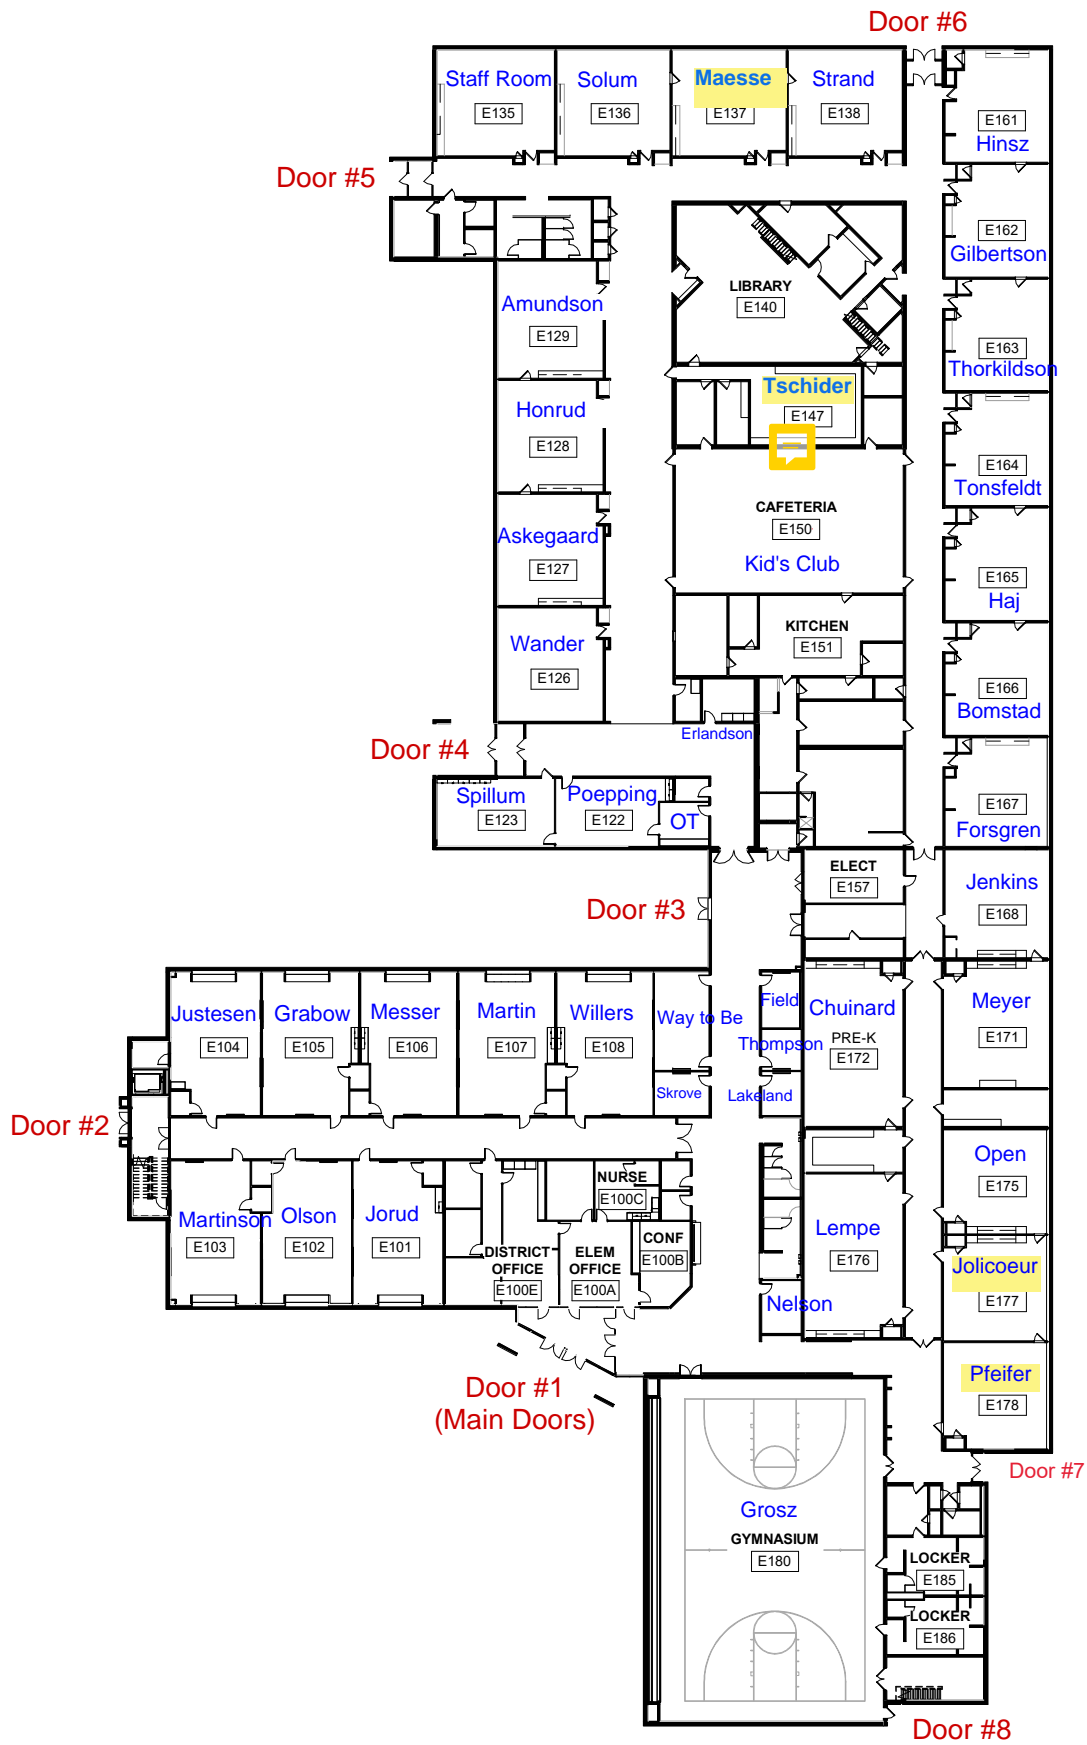 Door #6
Staff Room
E135
Solum
E136
Maesse
E137
Strand
E138
E161
Hinsz
Door #5
E162
Gilbertson
LIBRARY
E140
Amundson
E129
E163
Thorkildson
Tschider
E147
Honrud
E128
E164
Tonsfeldt
CAFETERIA
E150
Kid's Club
Askegaard
E127
E165
Haj
KITCHEN
E151
Wander
E126
E166
Bomstad
Erlandson
Door #4
Spillum
E123
Poepping
E122
OT
E167
Forsgren
ELECT
E157
Jenkins
E168
Door #3
Justesen
E104
Grabow
E105
Messer
E106
Martin
E107
Willers
E108
Way to Be
Skrove
Field
Thompson
Lakeland
Chuinard
PRE-K
E172
Meyer
E171
Door #2
Martinson
E103
Olson
E102
Jorud
E101
NURSE
E100C
DISTRICT
OFFICE
E100E
ELEM
OFFICE
E100A
CONF
E100B
Open
E175
Lempe
E176
Jolicoeur
E177
Nelson
Pfeifer
E178
Door #1
(Main Doors)
Door #7
Grosz
GYMNASIUM
E180
LOCKER
E185
LOCKER
E186
Door #8